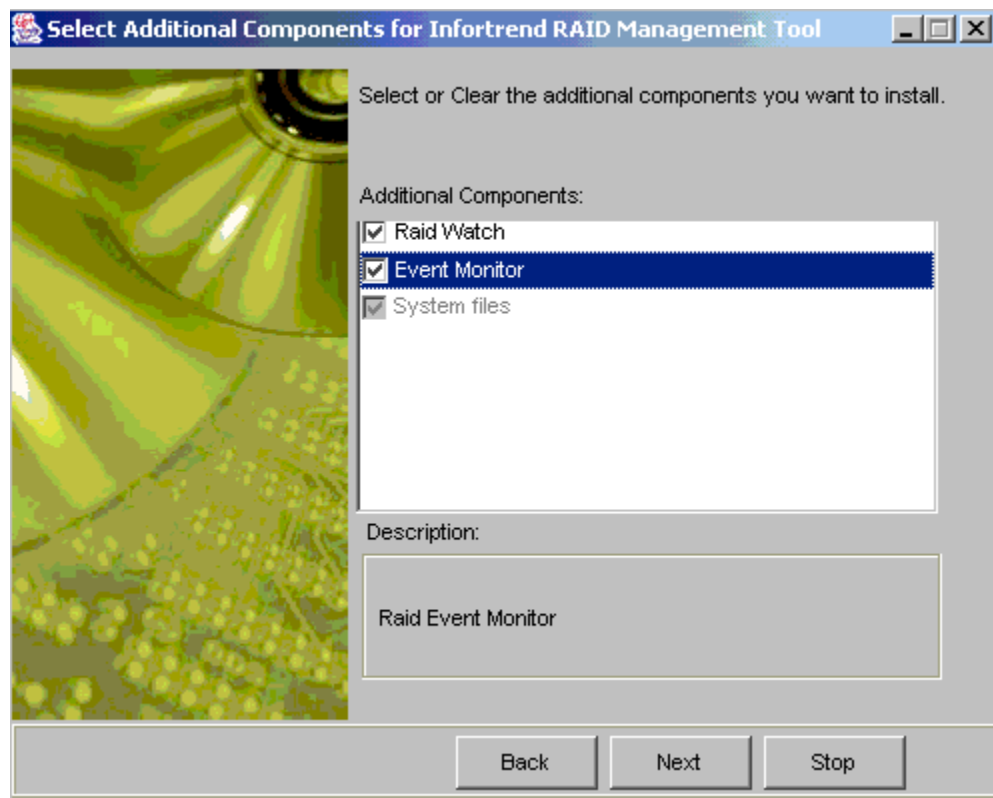 Select Additional Components for Infortrend RAID Management Tool
Select or Clear the additional components you want to install.
Additional Components:
Raid Watch
Event Monitor
System files
Description:
Raid Event Monitor
Back
Next
Stop